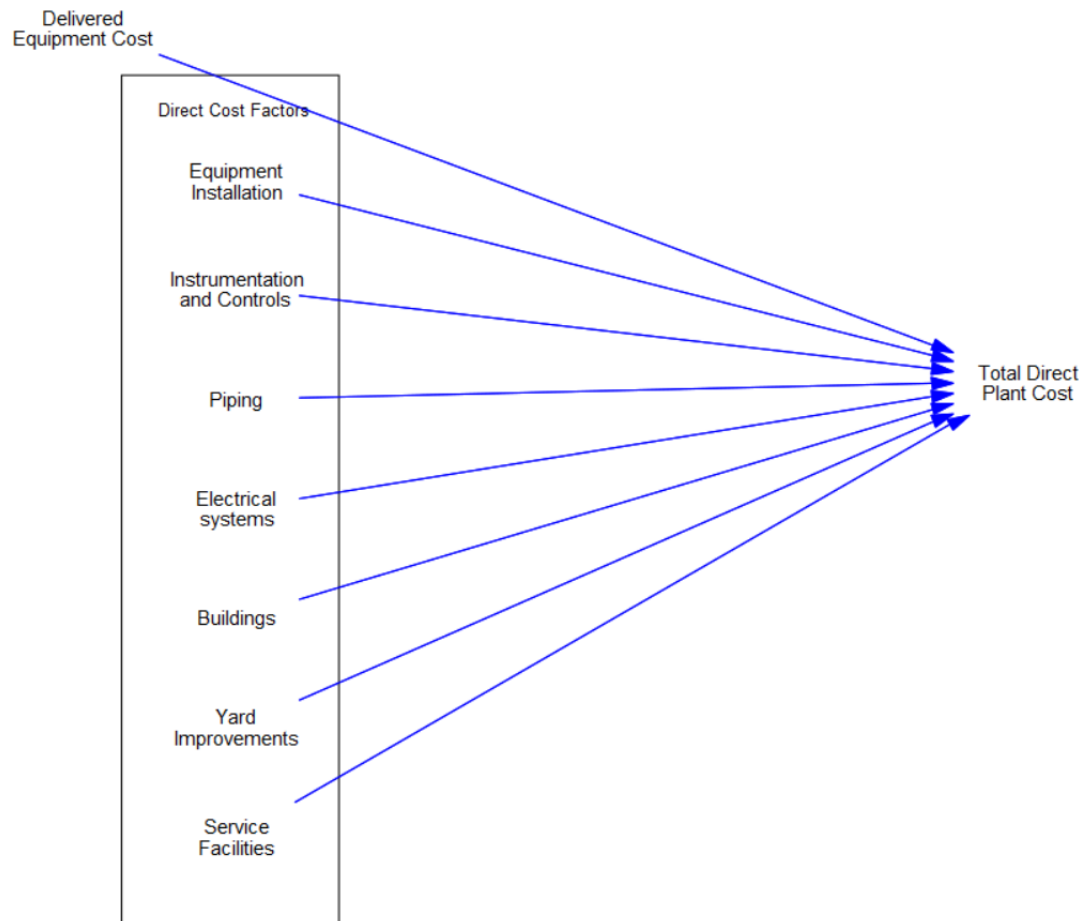 Delivered
Equipment Cost
Direct Cost Factors
Equipment
Installation
Instrumentation
and Controls
Piping
Electrical
systems
Buildings
Yard
Improvements
Service
Facilities
Total Direct
Plant Cost